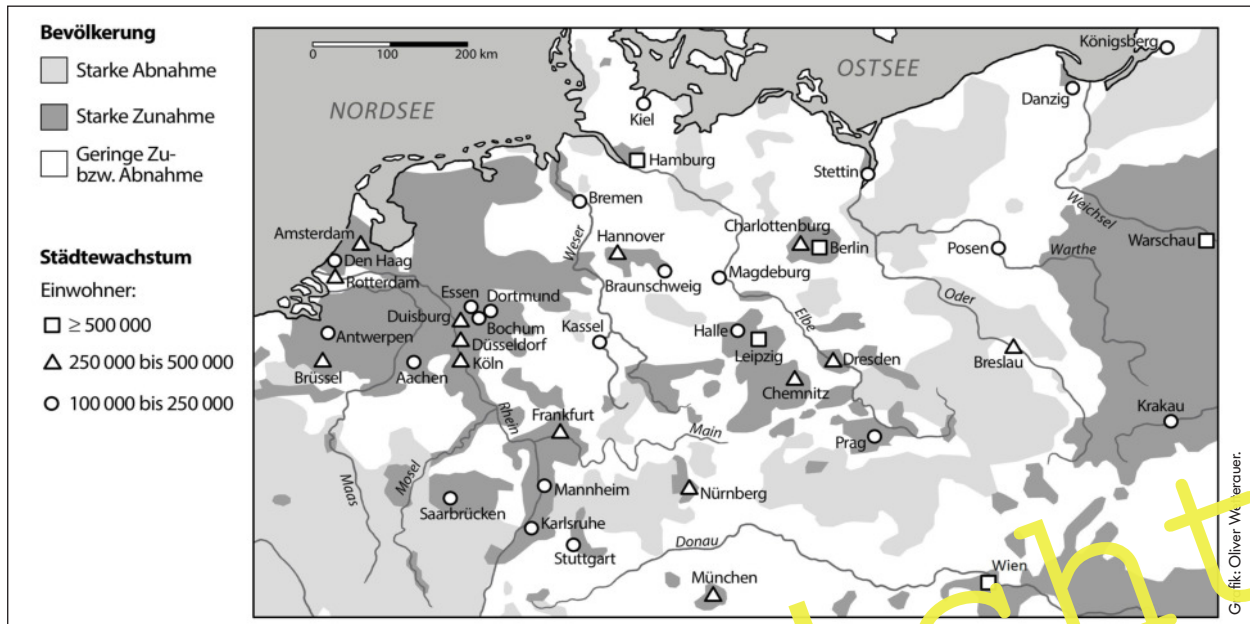 Bevölkerung
Starke Abnahme
Starke Zunahme
Geringe Zu-
bzw. Abnahme
Städtewachstum
Einwohner:
≥ 500 000
250 000 bis 500 000
100 000 bis 250 000
0 100 200 km
NORDSEE
OSTSEE
Königsberg
Danzig
Kiel
Hamburg
Stettin
Bremen
Weichsel
Amsterdam
Den Haag
Rotterdam
Weser
Hannover
Braunschweig
Charlottenburg
Berlin
Magdeburg
Posen
Warthe
Warschau
Oder
Essen
Dortmund
Duisburg
Bochum
Düsseldorf
Köln
Antwerpen
Brüssel
Aachen
Kassel
Halle
Leipzig
Elbe
Dresden
Chemnitz
Breslau
Krakau
Rhein
Frankfurt
Main
Prag
Maas
Mosel
Saarbrücken
Mannheim
Nürnberg
Karlsruhe
Stuttgart
Donau
München
Wien
Grafik: Oliver